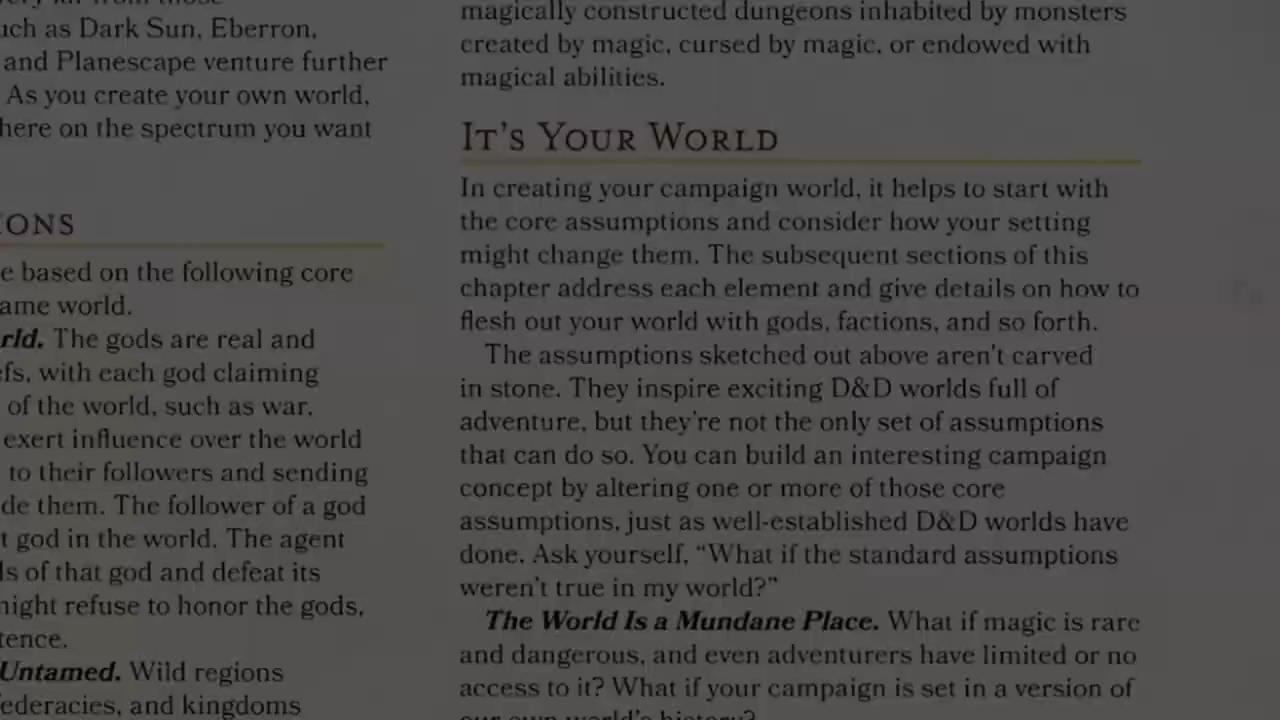 uch as Dark Sun, Eberron,
and Planescape venture further
As you create your own world,
here on the spectrum you want
IONS
e based on the following core
ame world.
rld. The gods are real and
efs, with each god claiming
of the world, such as war.
exert influence over the world
to their followers and sending
de them. The follower of a god
t god in the world. The agent
ls of that god and defeat its
night refuse to honor the gods,
tence.
Untamed. Wild regions
federacies, and kingdoms
magically constructed dungeons inhabited by monsters
created by magic, cursed by magic, or endowed with
magical abilities.
IT'S YOUR WORLD
In creating your campaign world, it helps to start with
the core assumptions and consider how your setting
might change them. The subsequent sections of this
chapter address each element and give details on how to
flesh out your world with gods, factions, and so forth.
The assumptions sketched out above aren't carved
in stone. They inspire exciting D&D worlds full of
adventure, but they're not the only set of assumptions
that can do so. You can build an interesting campaign
concept by altering one or more of those core
assumptions, just as well-established D&D worlds have
done. Ask yourself, “What if the standard assumptions
weren't true in my world?”
The World Is a Mundane Place. What if magic is rare
and dangerous, and even adventurers have limited or no
access to it? What if your campaign is set in a version of
our own world's history?